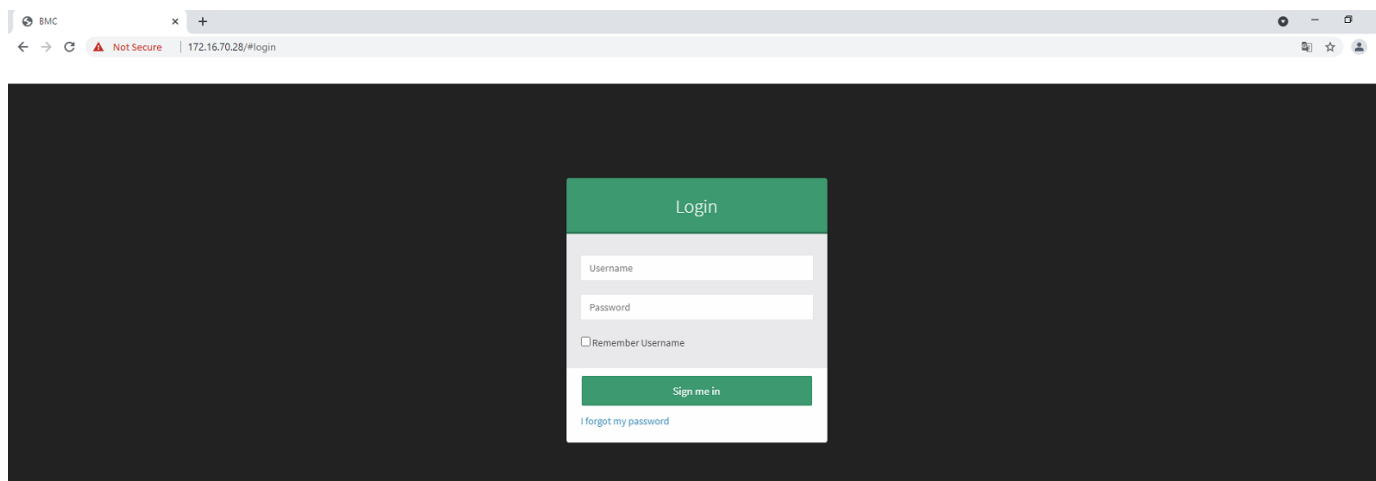 BMC
Not Secure 172.16.70.28/#login
Login
Username
Password
Remember Username
Sign me in
I forgot my password